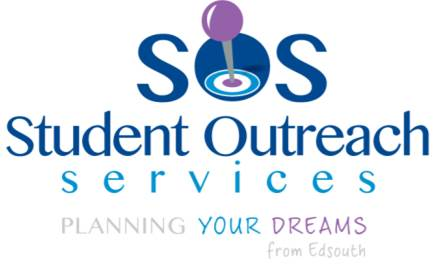 SOS
Student Outreach
services
PLANNING YOUR DREAMS
from Edsouth